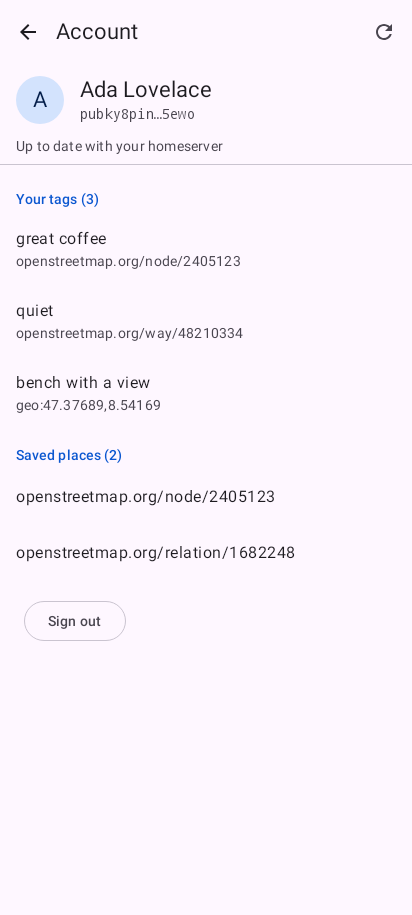 Account
A
Ada Lovelace
pubky8pin…5ewo
Up to date with your homeserver
Your tags (3)
great coffee
openstreetmap.org/node/2405123
quiet
openstreetmap.org/way/48210334
bench with a view
geo:47.37689,8.54169
Saved places (2)
openstreetmap.org/node/2405123
openstreetmap.org/relation/1682248
Sign out